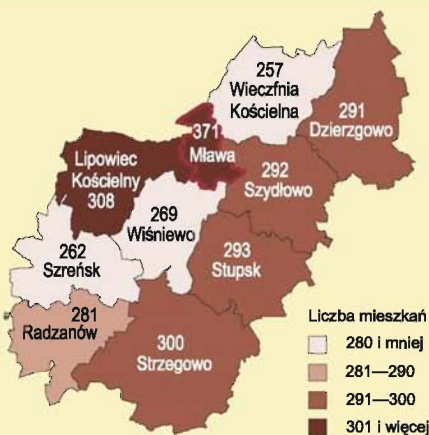 257
Wieczfnia
Kościelna
291
Dzierzgowo
371
Mława
Lipowiec
Kościelny
308
292
Szydłowo
269
Wiśniewo
262
Szreńsk
293
Stupsk
281
Radzanów
300
Strzegowo
Liczba mieszkań
280 i mniej
281—290
291—300
301 i więcej